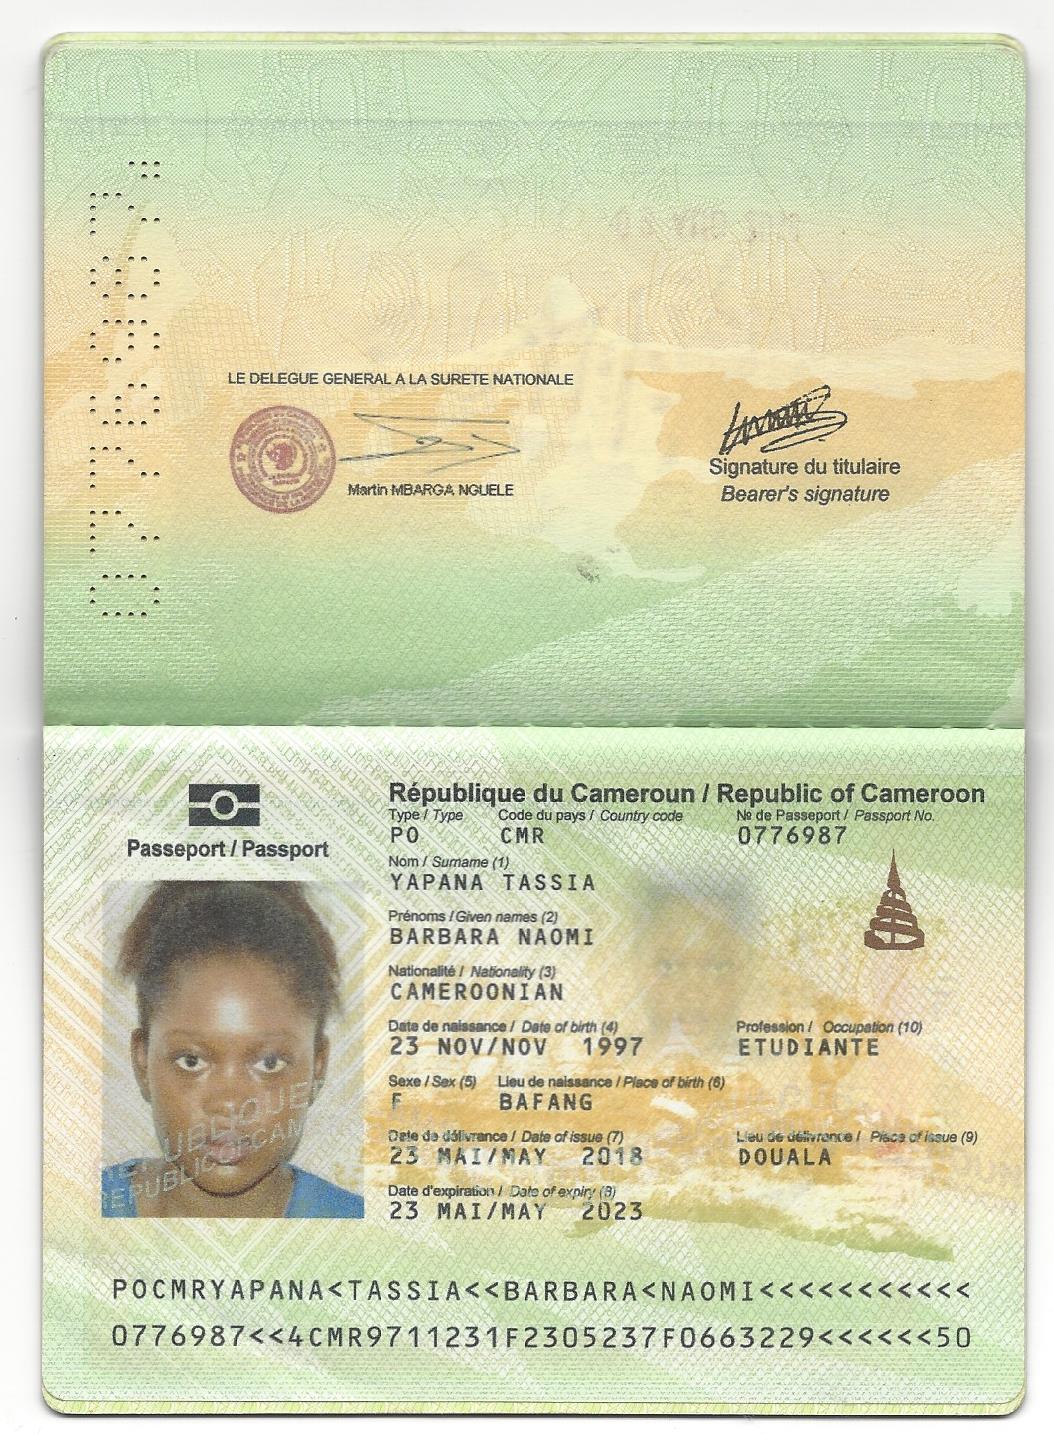 LE DELEGUE GENERAL A LA SURETE NATIONALE
Martin MBARGA NGUELE
Signature du titulaire
Bearer's signature
0776987
République du Cameroun / Republic of Cameroon
Passeport / Passport
Type / Type Code du pays / Country code № de Passeport / Passport No.
PO CMR 0776987
Nom / Surname (1)
YAPANA TASSIA
Prénoms / Given names (2)
BARBARA NAOMI
Nationalité / Nationality (3)
CAMEROONIAN
Date de naissance / Date of birth (4) Profession / Occupation (10)
23 NOV/NOV 1997 ETUDIANTE
Sexe / Sex (5) Lieu de naissance / Place of birth (6)
F BAFANG
Date de délivrance / Date of issue (7) Lieu de délivrance / Place of issue (9)
23 MAI/MAY 2018 DOUALA
Date d'expiration / Date of expiry (8)
23 MAI/MAY 2023
POCMRYAPANA<TASSIA<<BARBARA<NAOMI<<<<<<<<<<<
0776987<<4CMR9711231F2305237F0663229<<<<<<50